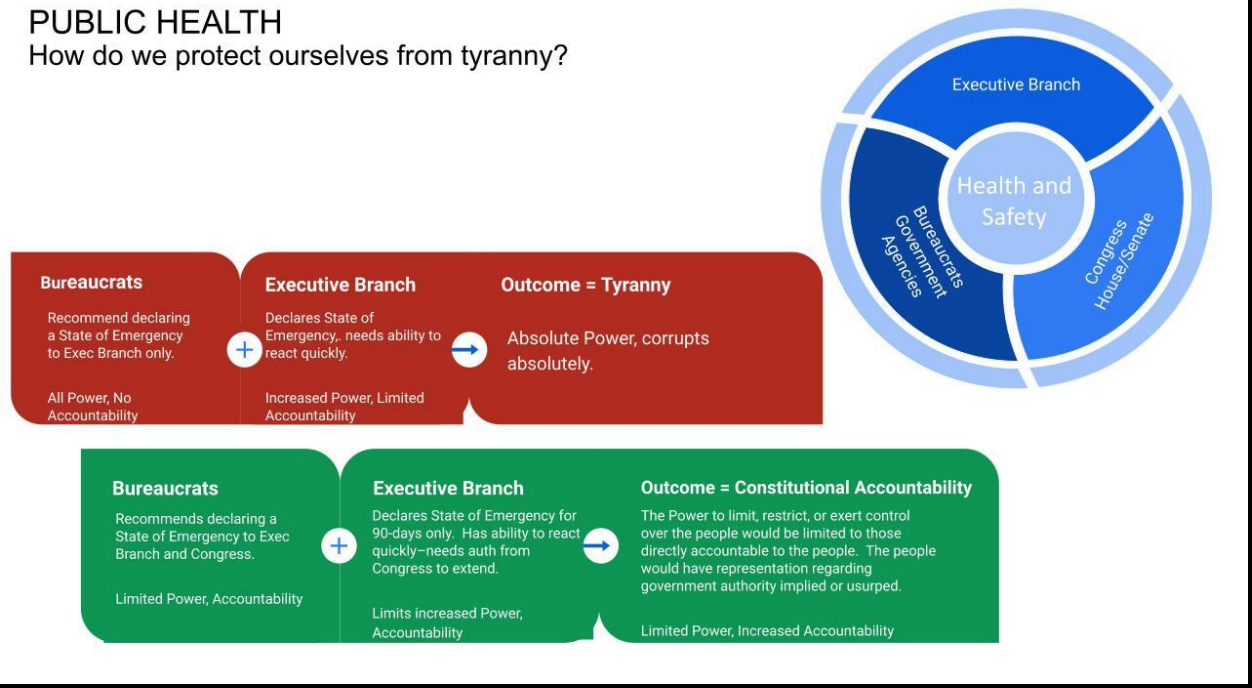 PUBLIC HEALTH
How do we protect ourselves from tyranny?
Executive Branch
Health and
Safety
Bureaucrats
Government
Agencies
Congress
House/Senate
Bureaucrats
Recommend declaring
a State of Emergency
to Exec Branch only.
All Power, No
Accountability
+
Executive Branch
Declares State of
Emergency,. needs ability to
react quickly.
Increased Power, Limited
Accountability
Outcome = Tyranny
Absolute Power, corrupts
absolutely.
Bureaucrats
Recommends declaring a
State of Emergency to Exec
Branch and Congress.
Limited Power, Accountability
+
Executive Branch
Declares State of Emergency for
90-days only.  Has ability to react
quickly–needs auth from
Congress to extend.
Limits increased Power,
Accountability
Outcome = Constitutional Accountability
The Power to limit, restrict, or exert control
over the people would be limited to those
directly accountable to the people.  The people
would have representation regarding
government authority implied or usurped.
Limited Power, Increased Accountability